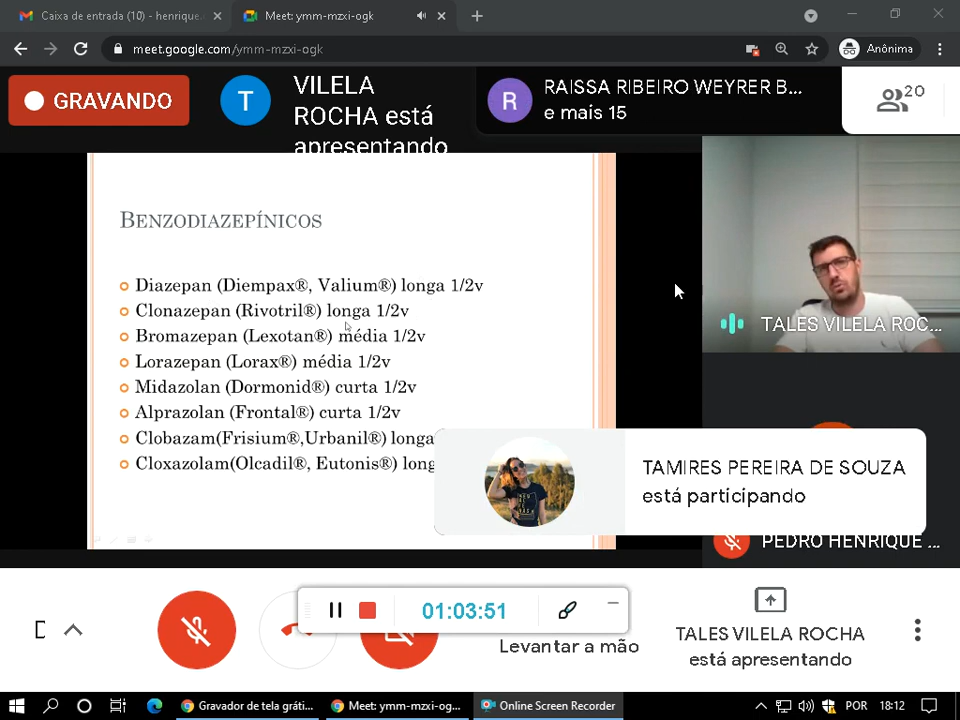 Caixa de entrada (10) - henrique.
Meet: ymm-mzxi-ogk
meet.google.com/ymm-mzxi-ogk
Anônima
GRAVANDO
T
VILELA
ROCHA está
apresentando
R
RAISSA RIBEIRO WEYRER B...
e mais 15
20
BENZODIAZEPÍNICOS
Diazepan (Diempax®, Valium®) longa 1/2v
Clonazepan (Rivotril®) longa 1/2v
Bromazepan (Lexotan®) média 1/2v
Lorazepan (Lorax®) média 1/2v
Midazolan (Dormonid®) curta 1/2v
Alprazolan (Frontal®) curta 1/2v
Clobazam(Frisium®,Urbanil®) longa
Cloxazolam(Olcadil®, Eutonis®) long
TALES VILELA ROC...
TAMIRES PEREIRA DE SOUZA
está participando
PEDRO HENRIQUE ...
01:03:51
Levantar a mão
TALES VILELA ROCHA
está apresentando
Gravador de tela gráti...
Meet: ymm-mzxi-og...
Online Screen Recorder
POR
18:12